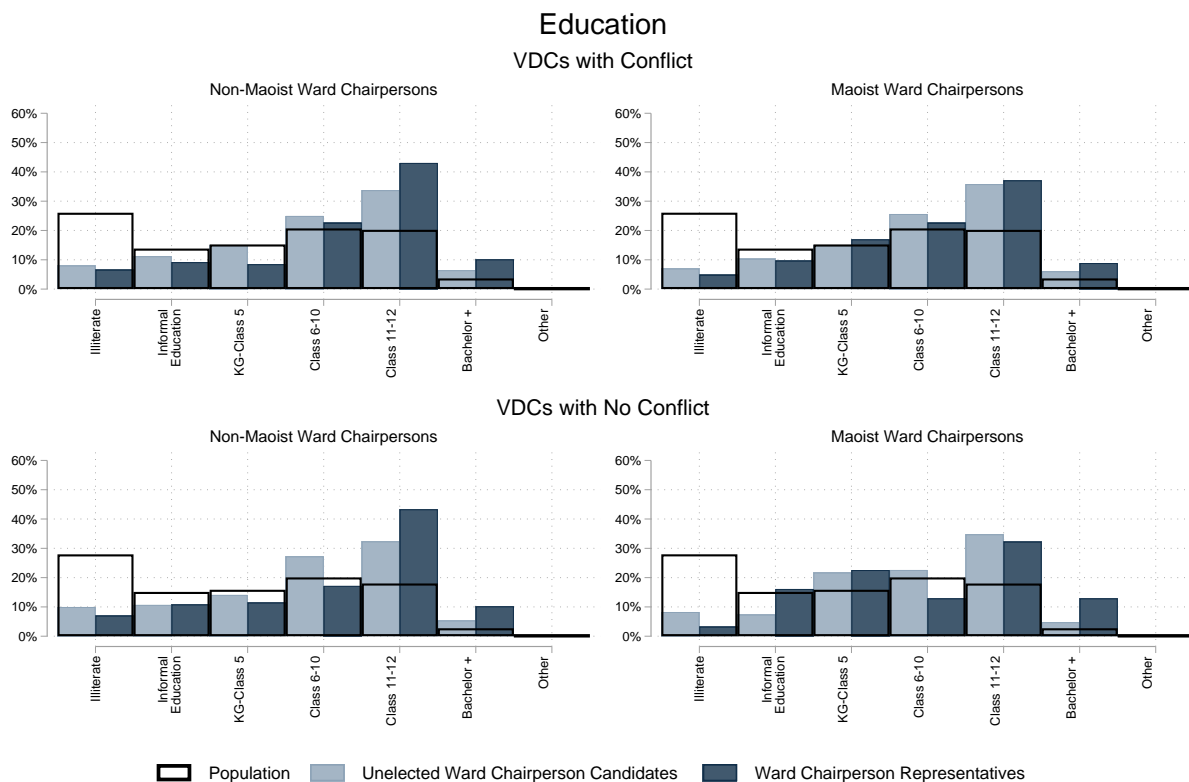 Education
VDCs with Conflict
Non-Maoist Ward Chairpersons
60%
50%
40%
30%
20%
10%
0%
Illiterate
Informal
Education
KG-Class 5
Class 6-10
Class 11-12
Bachelor +
Other
Maoist Ward Chairpersons
60%
50%
40%
30%
20%
10%
0%
Illiterate
Informal
Education
KG-Class 5
Class 6-10
Class 11-12
Bachelor +
Other
VDCs with No Conflict
Non-Maoist Ward Chairpersons
60%
50%
40%
30%
20%
10%
0%
Illiterate
Informal
Education
KG-Class 5
Class 6-10
Class 11-12
Bachelor +
Other
Maoist Ward Chairpersons
60%
50%
40%
30%
20%
10%
0%
Illiterate
Informal
Education
KG-Class 5
Class 6-10
Class 11-12
Bachelor +
Other
Population
Unelected Ward Chairperson Candidates
Ward Chairperson Representatives